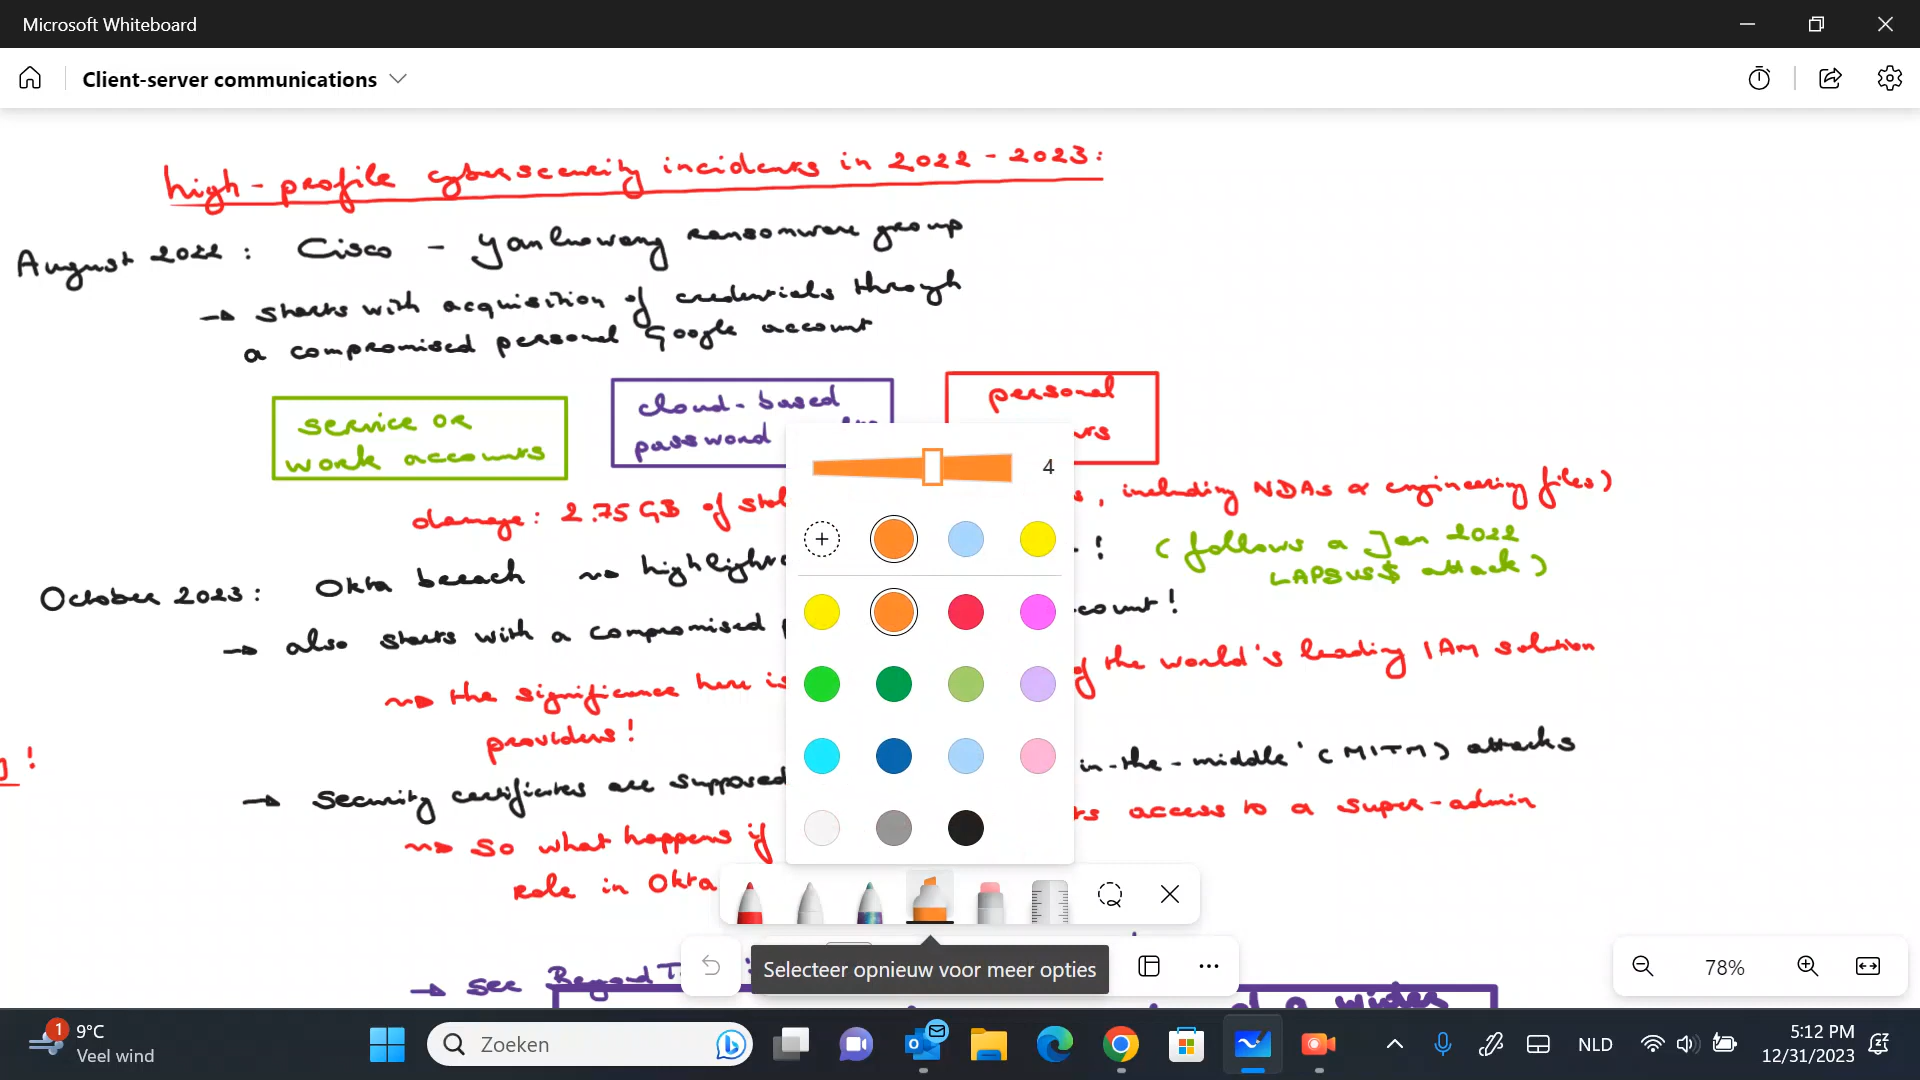 Microsoft Whiteboard
Client-server communications
high-profile cybersecurity incidents in 2022 - 2023:
August 2022 : Cisco - Yanluowang ransomware group
→ starts with acquisition of credentials through
a compromised personal Google account
service or
work accounts
cloud-based
password
personal
damage: 2.75 GB of
, including NDAs & engineering files)
October 2023 : Okta breach ~>
! (follows a Jan 2022
LAPSUS$ attack)
→ also starts with a compromised
!
~> the significance here is
the world's leading IAM solution
providers!
!
→ security certificates are supposed
in-the-middle' (MITM) attacks
~> so what happens if
access to a super-admin
role in Okta
→ see
4
Selecteer opnieuw voor meer opties
78%
1
9°C
Veel wind
Zoeken
NLD
5:12 PM
12/31/2023